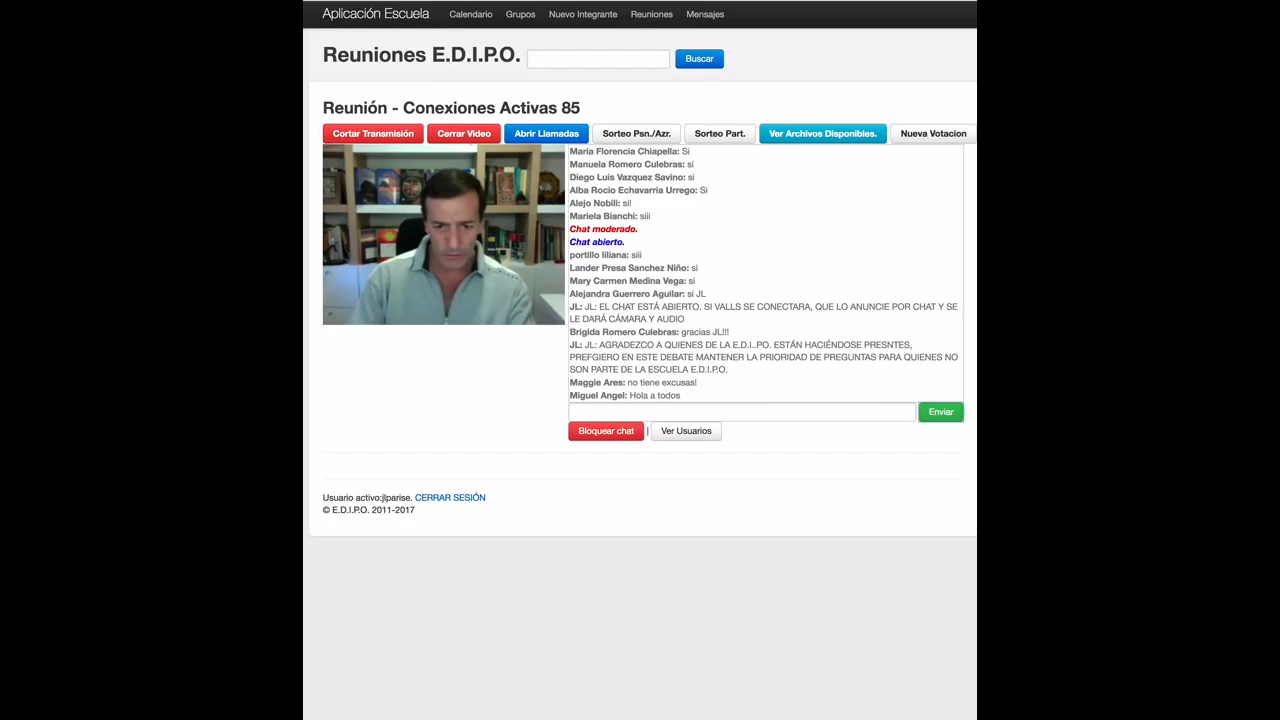 Aplicación Escuela Calendario Grupos Nuevo Integrante Reuniones Mensajes
Reuniones E.D.I.P.O. Buscar
Reunión - Conexiones Activas 85
Cortar Transmisión Cerrar Video Abrir Llamadas Sorteo Psn./Azr. Sorteo Part. Ver Archivos Disponibles. Nueva Votacion
Maria Florencia Chiapella: Si
Manuela Romero Culebras: si
Diego Luis Vazquez Savino: si
Alba Rocio Echavarria Urrego: Si
Alejo Nobili: si!
Mariela Bianchi: siii
Chat moderado.
Chat abierto.
portillo liliana: siii
Lander Presa Sanchez Niño: si
Mary Carmen Medina Vega: si
Alejandra Guerrero Aguilar: si JL
JL: JL: EL CHAT ESTÁ ABIERTO. SI VALLS SE CONECTARA, QUE LO ANUNCIE POR CHAT Y SE
LE DARÁ CÁMARA Y AUDIO
Brigida Romero Culebras: gracias JL!!!
JL: JL: AGRADEZCO A QUIENES DE LA E.D.I..PO. ESTÁN HACIÉNDOSE PRESNTES,
PREFGIERO EN ESTE DEBATE MANTENER LA PRIORIDAD DE PREGUNTAS PARA QUIENES NO
SON PARTE DE LA ESCUELA E.D.I.P.O.
Maggie Ares: no tiene excusas!
Miguel Angel: Hola a todos
Enviar
Bloquear chat | Ver Usuarios
Usuario activo:jlparise. CERRAR SESIÓN
© E.D.I.P.O. 2011-2017